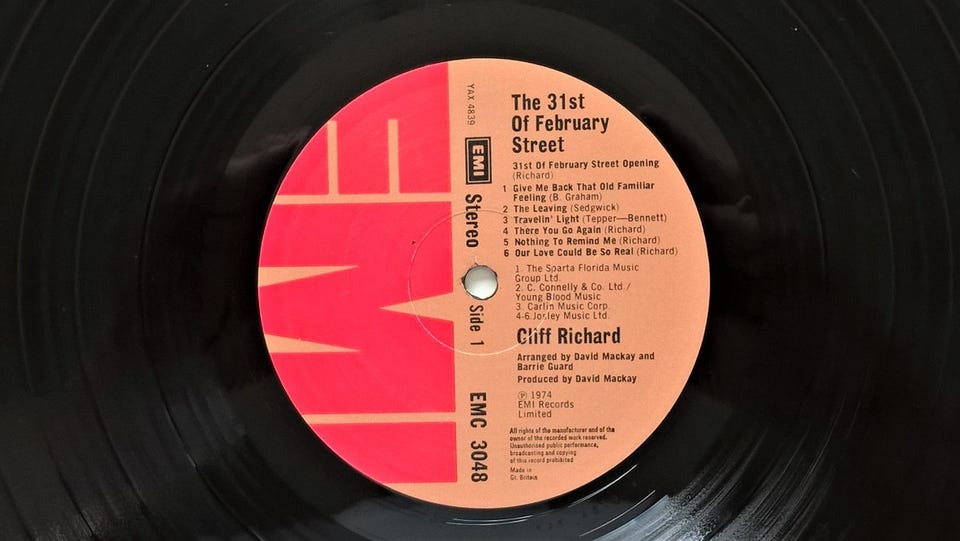 EMI
YAX 4839
EMI
Stereo
Side 1
EMC 3048
The 31st
Of February
Street
31st Of February Street Opening
(Richard)
1 Give Me Back That Old Familiar
Feeling (B. Graham)
2 The Leaving (Sedgwick)
3 Travelin' Light (Tepper—Bennett)
4 There You Go Again (Richard)
5 Nothing To Remind Me (Richard)
6 Our Love Could Be So Real (Richard)
1. The Sparta Florida Music
Group Ltd.
2. C. Connelly & Co. Ltd./
Young Blood Music
3. Carlin Music Corp.
4-6 Music Ltd.
Cliff Richard
Arranged by David Mackay and
Barrie Guard
Produced by David Mackay
Ⓟ 1974
EMI Records
Limited
All rights of the manufacturer and of the
owner of the recorded work reserved.
Unauthorised public performance,
broadcasting and copying
of this record prohibited
Made in
Gt. Britain